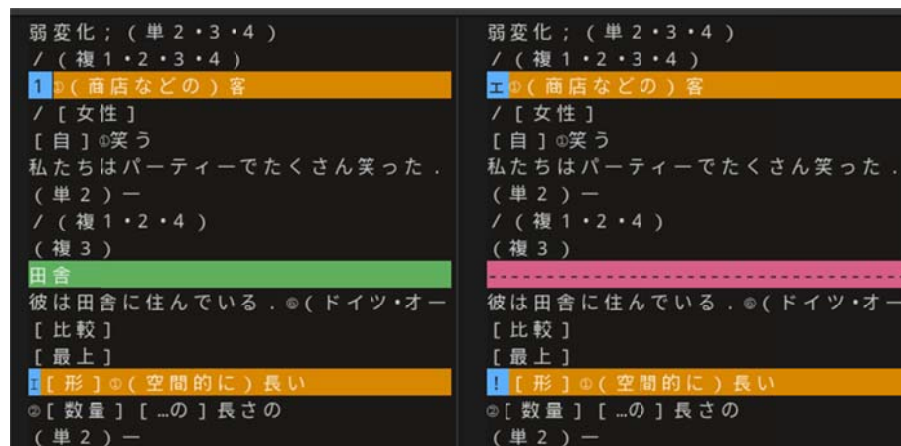 弱変化;(単2・3・4)
/(複1・2・3・4)
1①(商店などの)客
/[女性]
[自]①笑う
私たちはパーティーでたくさん笑った.
(単2)—
/(複1・2・4)
(複3)
田舎
彼は田舎に住んでいる.⑥(ドイツ・オー
[比較]
[最上]
I[形]①(空間的に)長い
②[数量][…の]長さの
(単2)—
弱変化;(単2・3・4)
/(複1・2・3・4)
エ①(商店などの)客
/[女性]
[自]①笑う
私たちはパーティーでたくさん笑った.
(単2)—
/(複1・2・4)
(複3)
--------------------------------------
彼は田舎に住んでいる.⑥(ドイツ・オー
[比較]
[最上]
![形]①(空間的に)長い
②[数量][…の]長さの
(単2)—